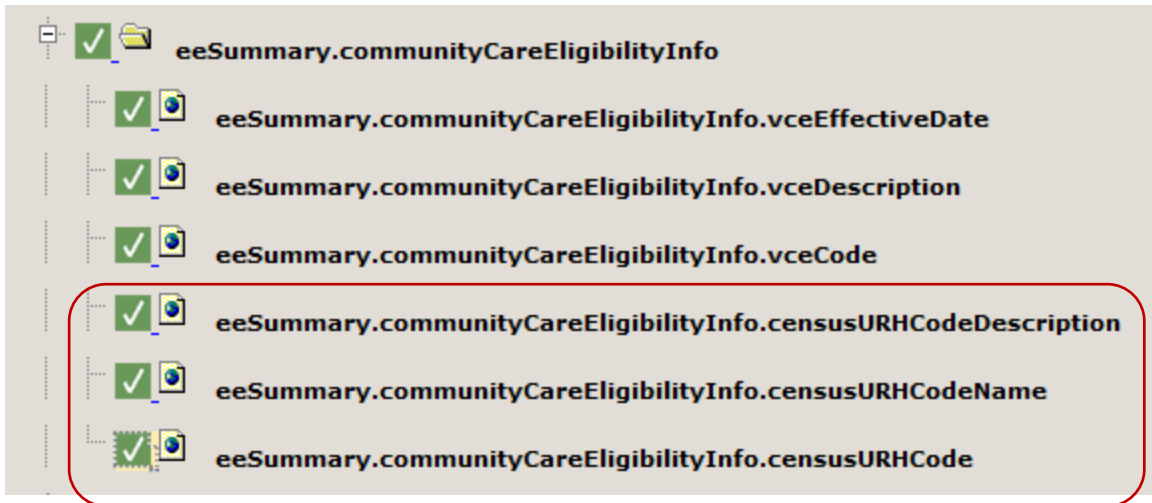 eeSummary.communityCareEligibilityInfo
eeSummary.communityCareEligibilityInfo.vceEffectiveDate
eeSummary.communityCareEligibilityInfo.vceDescription
eeSummary.communityCareEligibilityInfo.vceCode
eeSummary.communityCareEligibilityInfo.censusURHCodeDescription
eeSummary.communityCareEligibilityInfo.censusURHCodeName
eeSummary.communityCareEligibilityInfo.censusURHCode